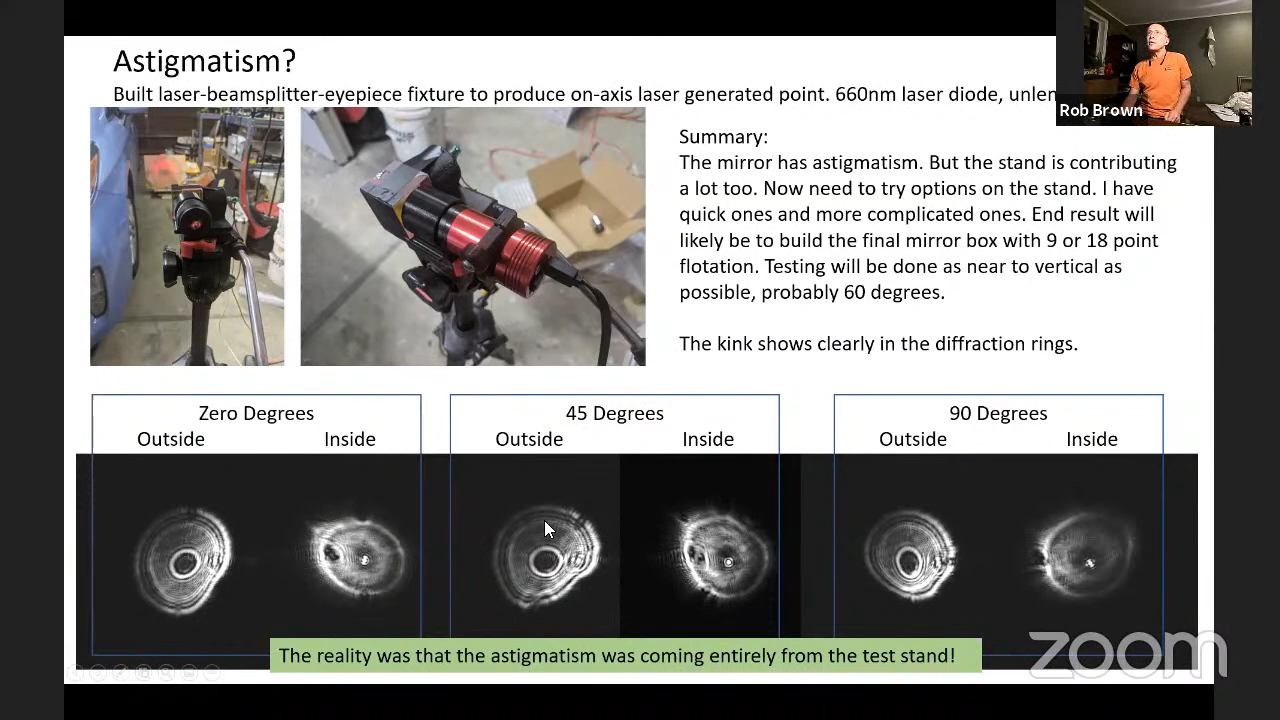 Astigmatism?
Built laser-beamsplitter-eyepiece fixture to produce on-axis laser generated point. 660nm laser diode, unlen
Rob Brown
Summary:
The mirror has astigmatism. But the stand is contributing
a lot too. Now need to try options on the stand. I have
quick ones and more complicated ones. End result will
likely be to build the final mirror box with 9 or 18 point
flotation. Testing will be done as near to vertical as
possible, probably 60 degrees.
The kink shows clearly in the diffraction rings.
Zero Degrees
Outside Inside
45 Degrees
Outside Inside
90 Degrees
Outside Inside
The reality was that the astigmatism was coming entirely from the test stand!
zoom